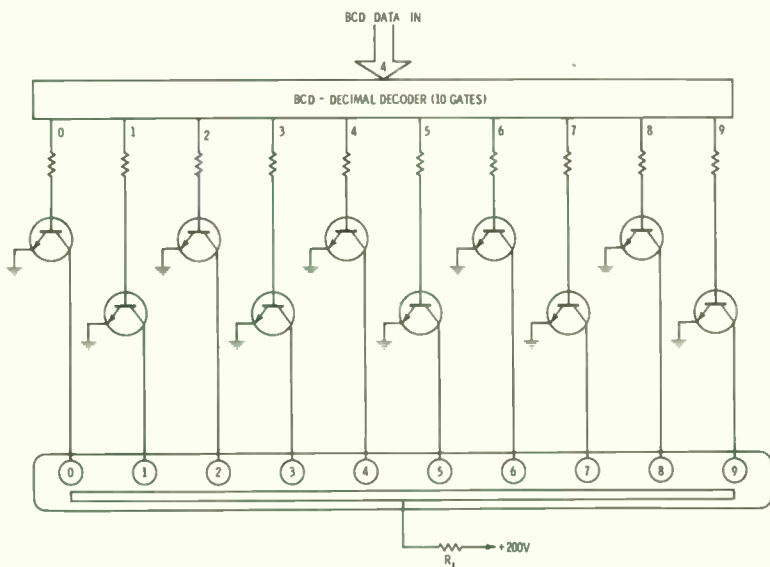 BCD DATA IN
4
BCD - DECIMAL DECODER (10 GATES)
0 1 2 3 4 5 6 7 8 9
0 1 2 3 4 5 6 7 8 9
+200V
R₁